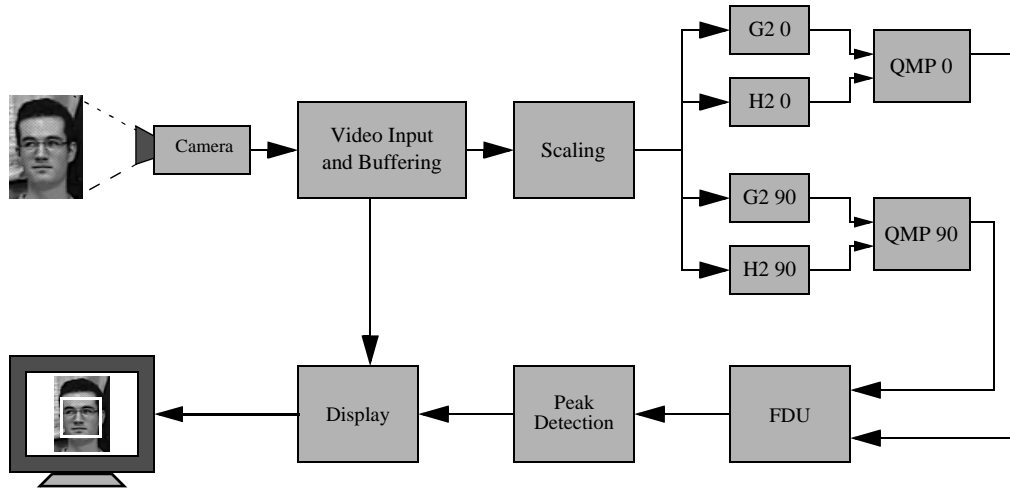 G2 0
QMP 0
H2 0
Camera
Video Input
and Buffering
Scaling
G2 90
QMP 90
H2 90
Display
Peak
Detection
FDU